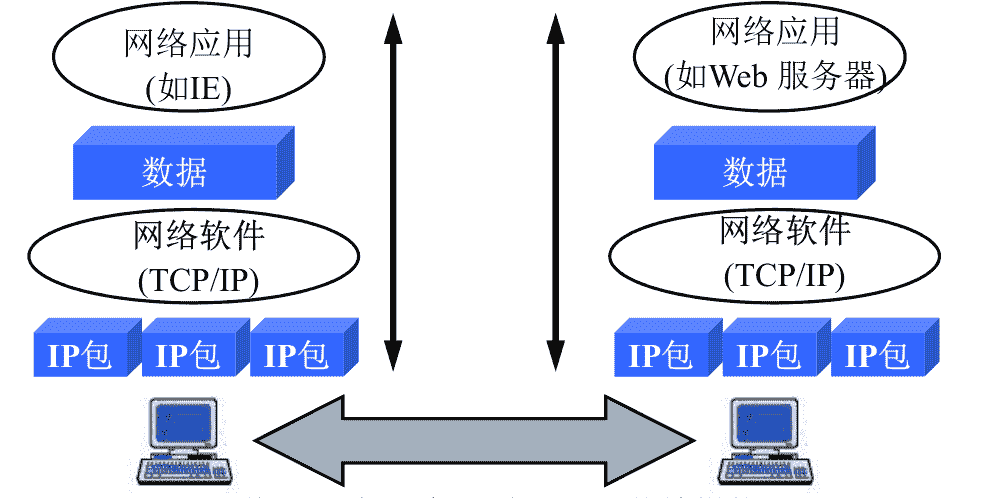 网络应用
(如IE)
数据
网络软件
(TCP/IP)
IP包 IP包 IP包
网络应用
(如Web 服务器)
数据
网络软件
(TCP/IP)
IP包 IP包 IP包